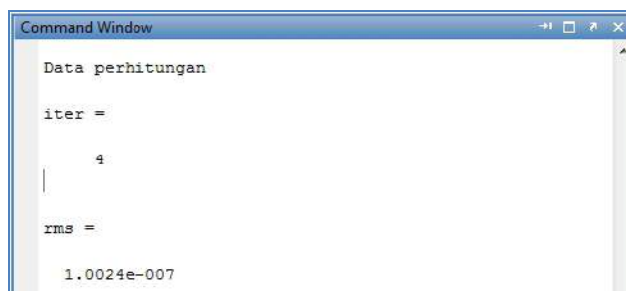 Command Window
Data perhitungan
iter =
4
rms =
1.0024e-007